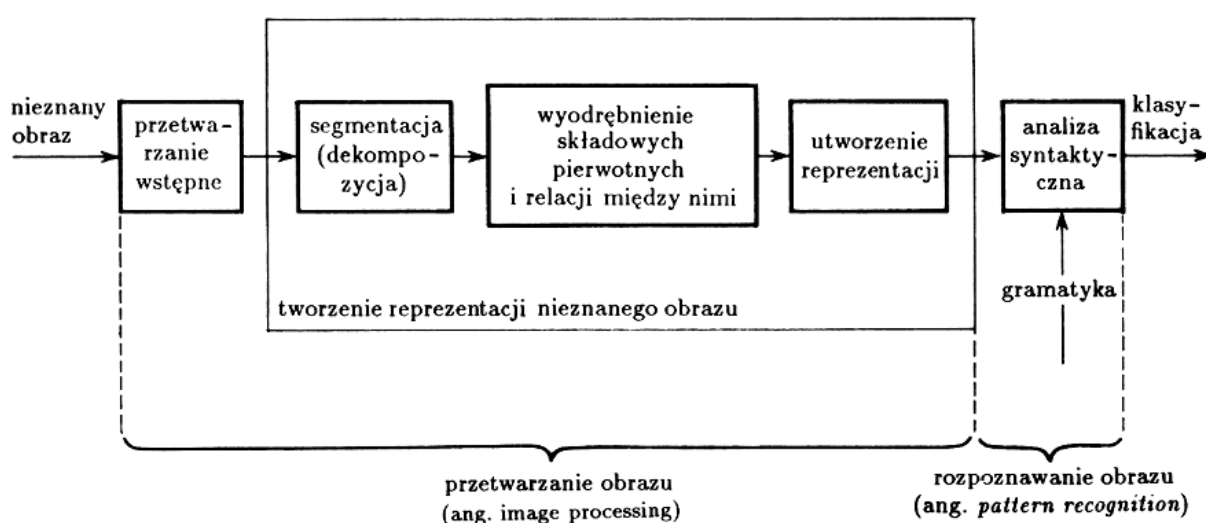 nieznany
obraz
przetwa-
rzanie
wstępne
segmentacja
(dekompo-
zycja)
wyodrębnienie
składowych
pierwotnych
i relacji między nimi
utworzenie
reprezentacji
analiza
syntakty-
czna
klasy-
fikacja
tworzenie reprezentacji nieznanego obrazu
gramatyka
przetwarzanie obrazu
(ang. image processing)
rozpoznawanie obrazu
(ang. pattern recognition)